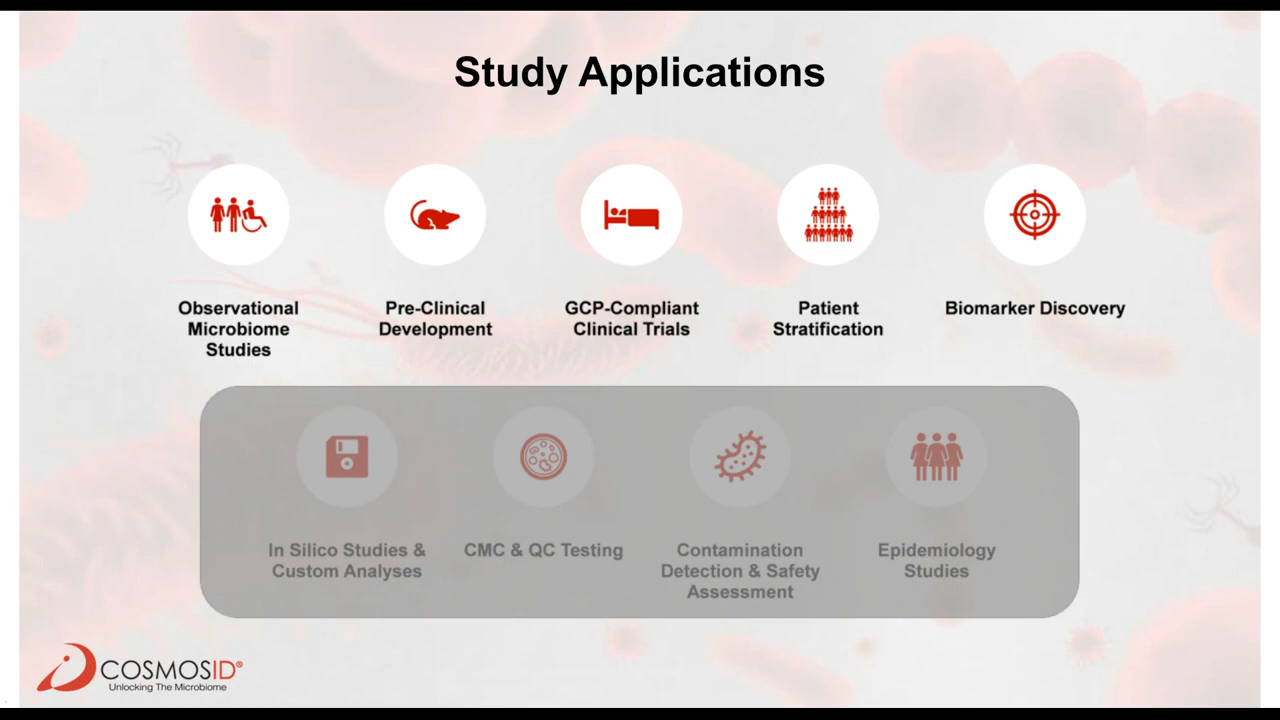 Study Applications
Observational
Microbiome
Studies
Pre-Clinical
Development
GCP-Compliant
Clinical Trials
Patient
Stratification
Biomarker Discovery
In Silico Studies &
Custom Analyses
CMC & QC Testing
Contamination
Detection & Safety
Assessment
Epidemiology
Studies
COSMOSID®
Unlocking The Microbiome